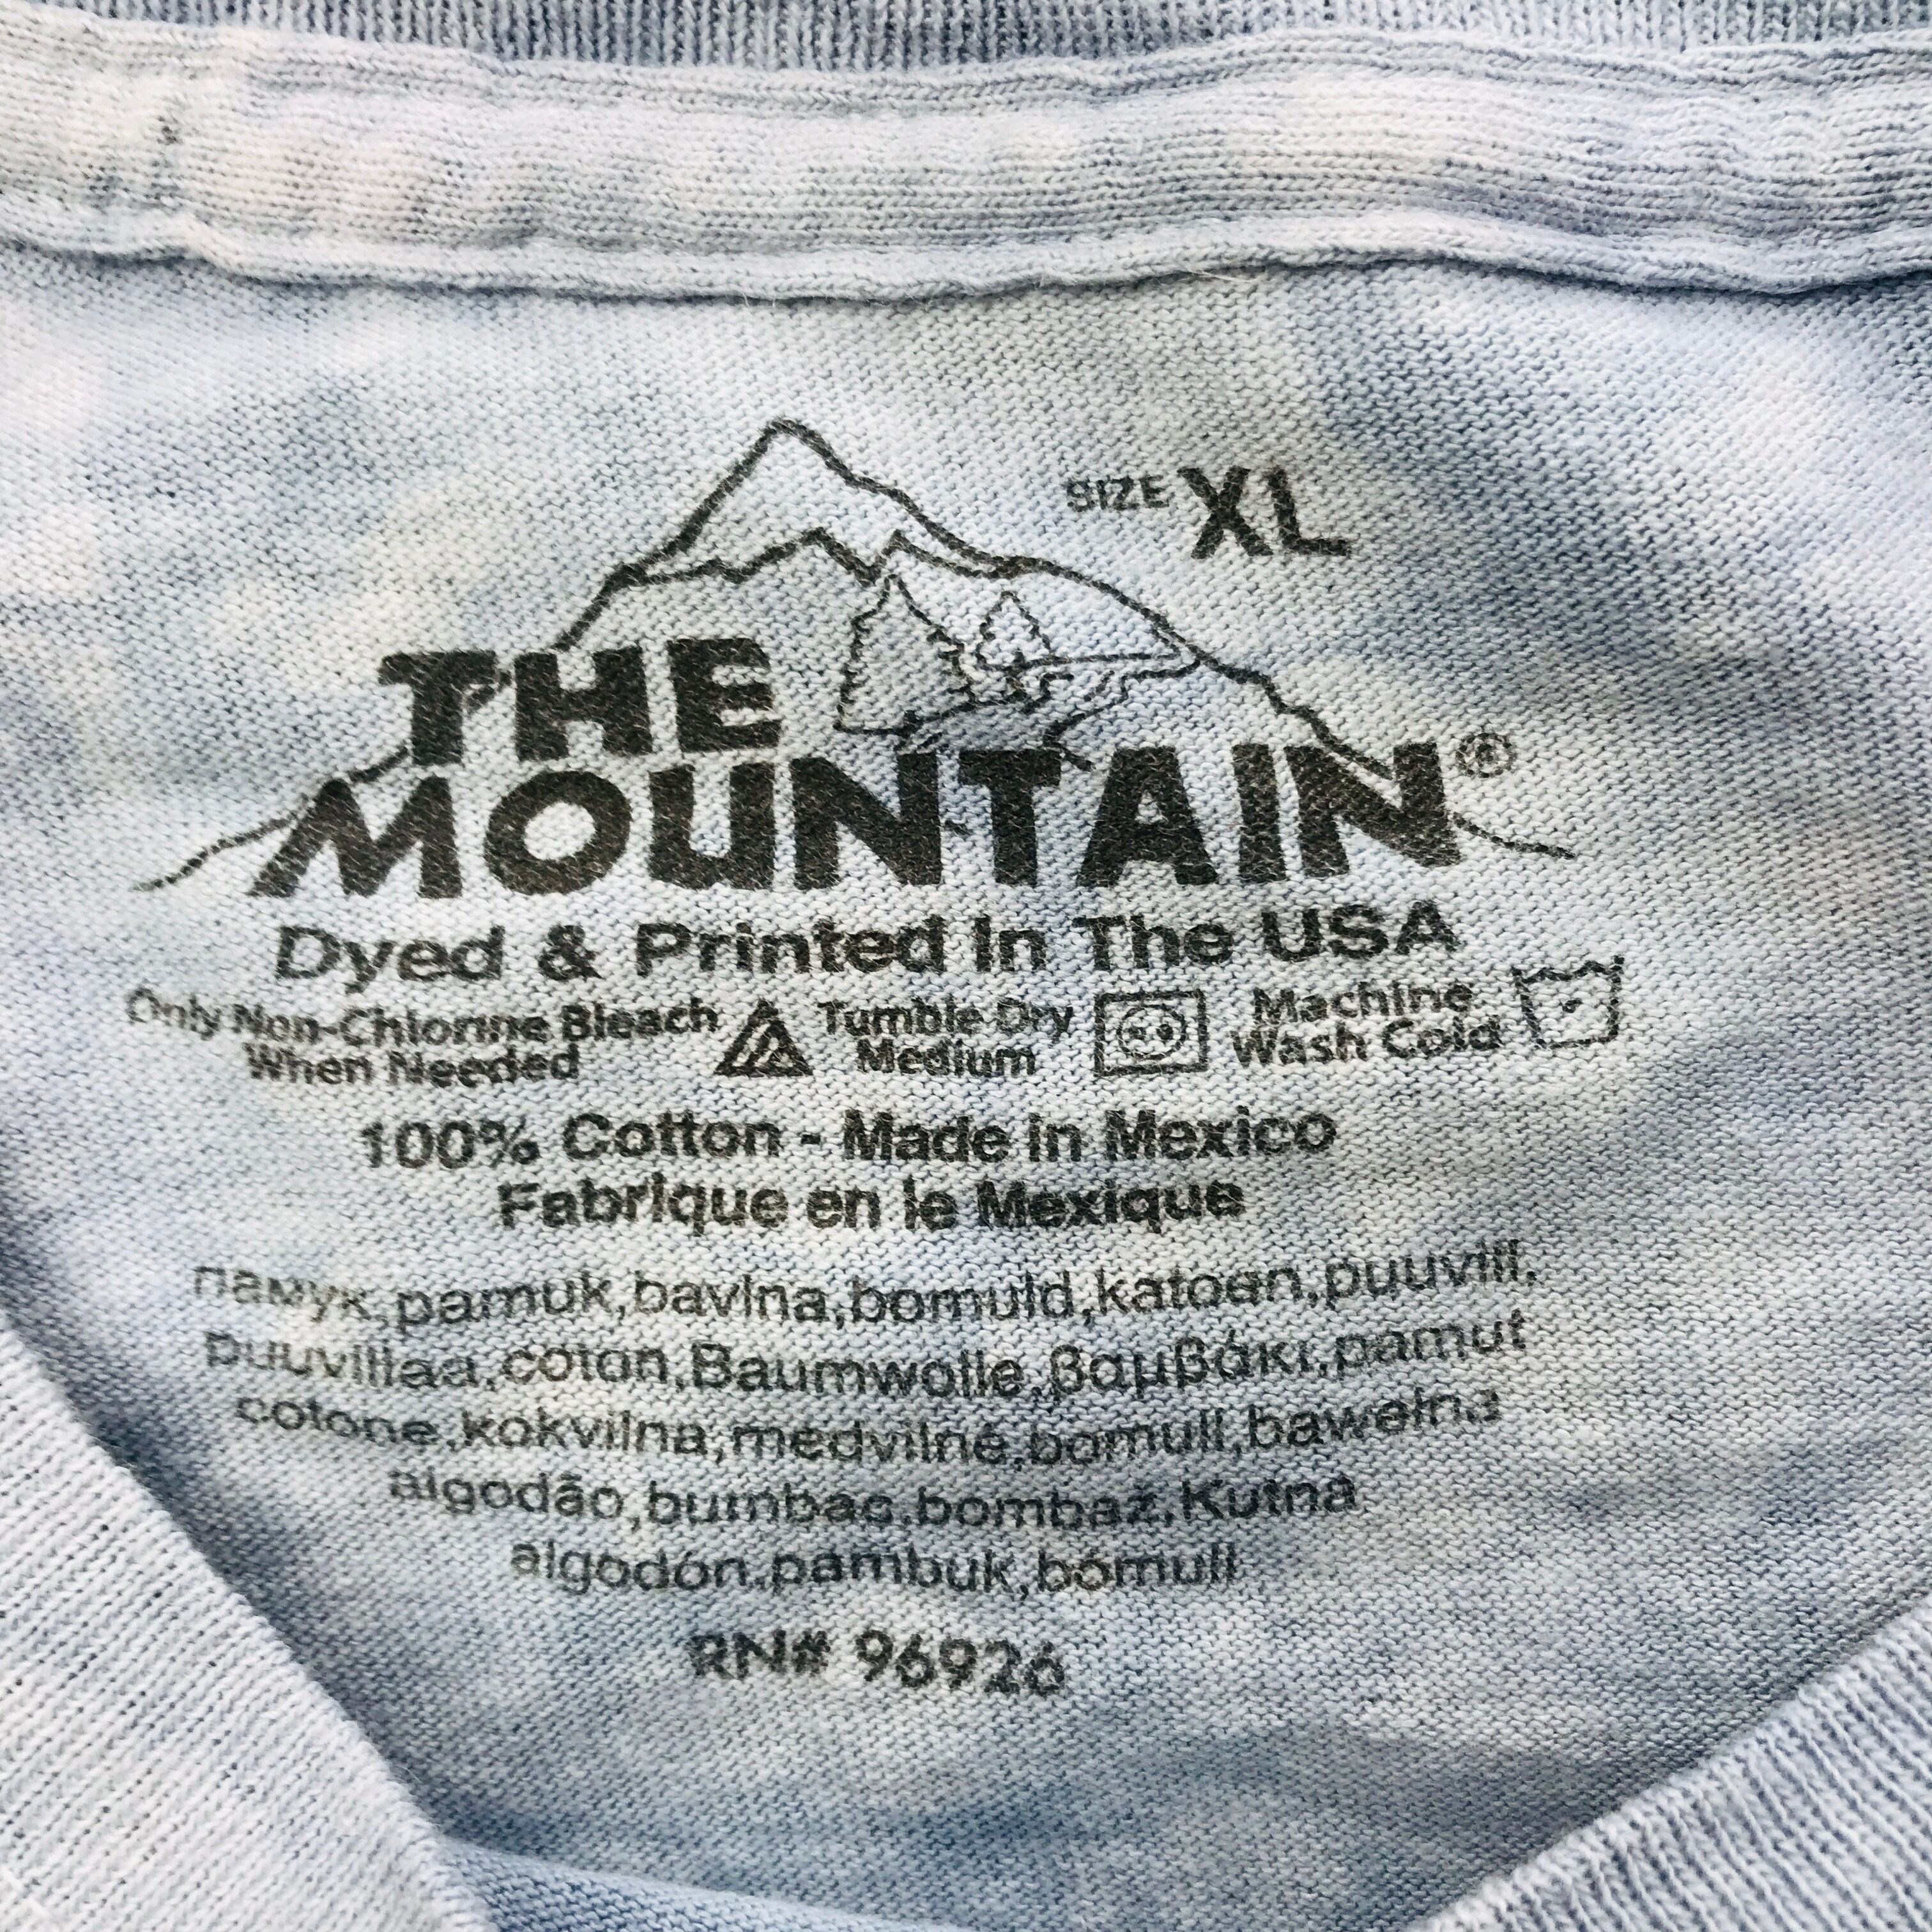 SIZE XL
THE
MOUNTAIN®
Dyed & Printed In The USA
Only Non-Chlorine Bleach
When Needed
Tumble Dry
Medium
Machine
Wash Cold
100% Cotton - Made in Mexico
Fabrique en le Mexique
памук,pamuk,bavlna,bomuld,katoen,puuvill,
puuvillaa,coton,Baumwolle,βαμβάκι,pamut
cotone,kokvilna,medvilnė,bomull,bawełna
algodão,bumbac,bombaž,Kutná
algodón,pambuk,bómull
RN# 96926